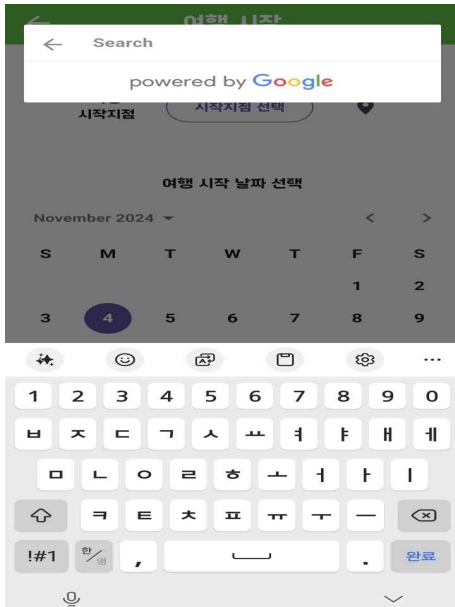 여행 시작
Search
powered by Google
시작지점
시작지점 선택
여행 시작 날짜 선택
November 2024
S M T W T F S
1 2
3 4 5 6 7 8 9
1 2 3 4 5 6 7 8 9 0
ㅂ ㅈ ㄷ ㄱ ㅅ ㅛ ㅕ ㅑ ㅐ ㅔ
ㅁ ㄴ ㅇ ㄹ ㅎ ㅗ ㅓ ㅏ ㅣ
ㅋ ㅌ ㅊ ㅍ ㅠ ㅜ ㅡ
!#1 한/영 , . 완료